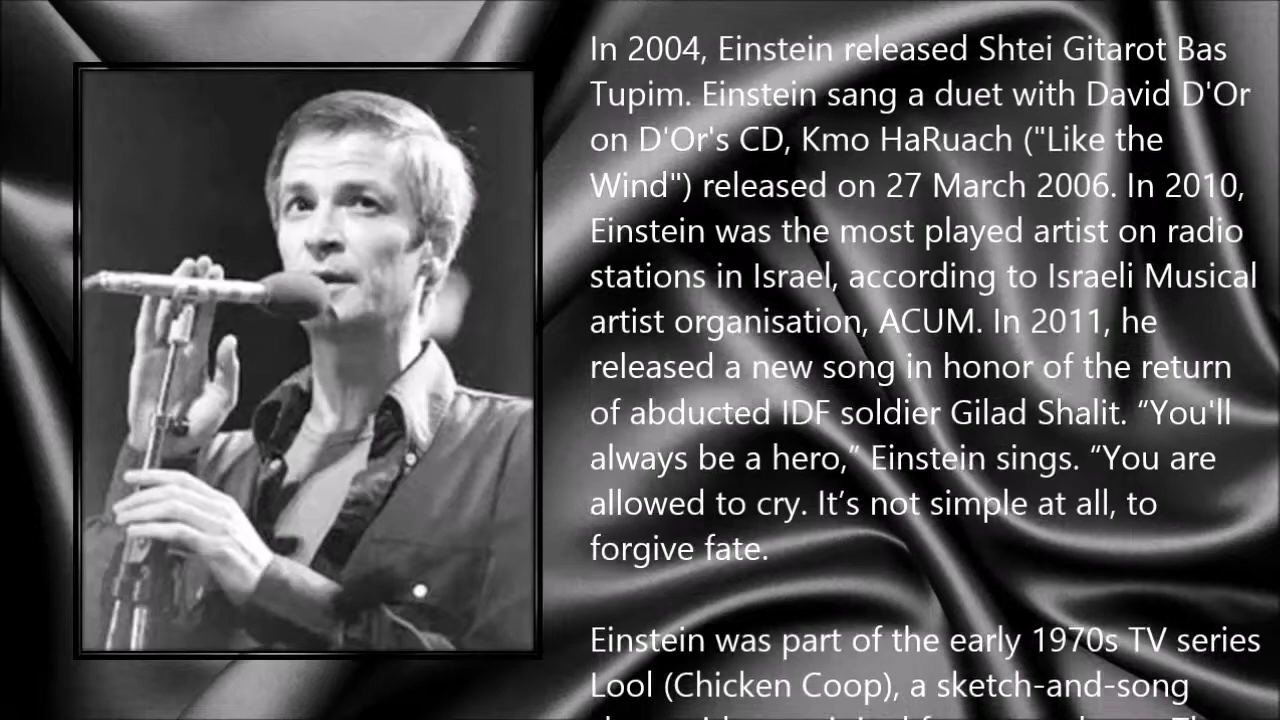 In 2004, Einstein released Shtei Gitarot Bas
Tupim. Einstein sang a duet with David D'Or
on D'Or's CD, Kmo HaRuach ("Like the
Wind") released on 27 March 2006. In 2010,
Einstein was the most played artist on radio
stations in Israel, according to Israeli Musical
artist organisation, ACUM. In 2011, he
released a new song in honor of the return
of abducted IDF soldier Gilad Shalit. “You'll
always be a hero,” Einstein sings. “You are
allowed to cry. It’s not simple at all, to
forgive fate.
Einstein was part of the early 1970s TV series
Lool (Chicken Coop), a sketch-and-song